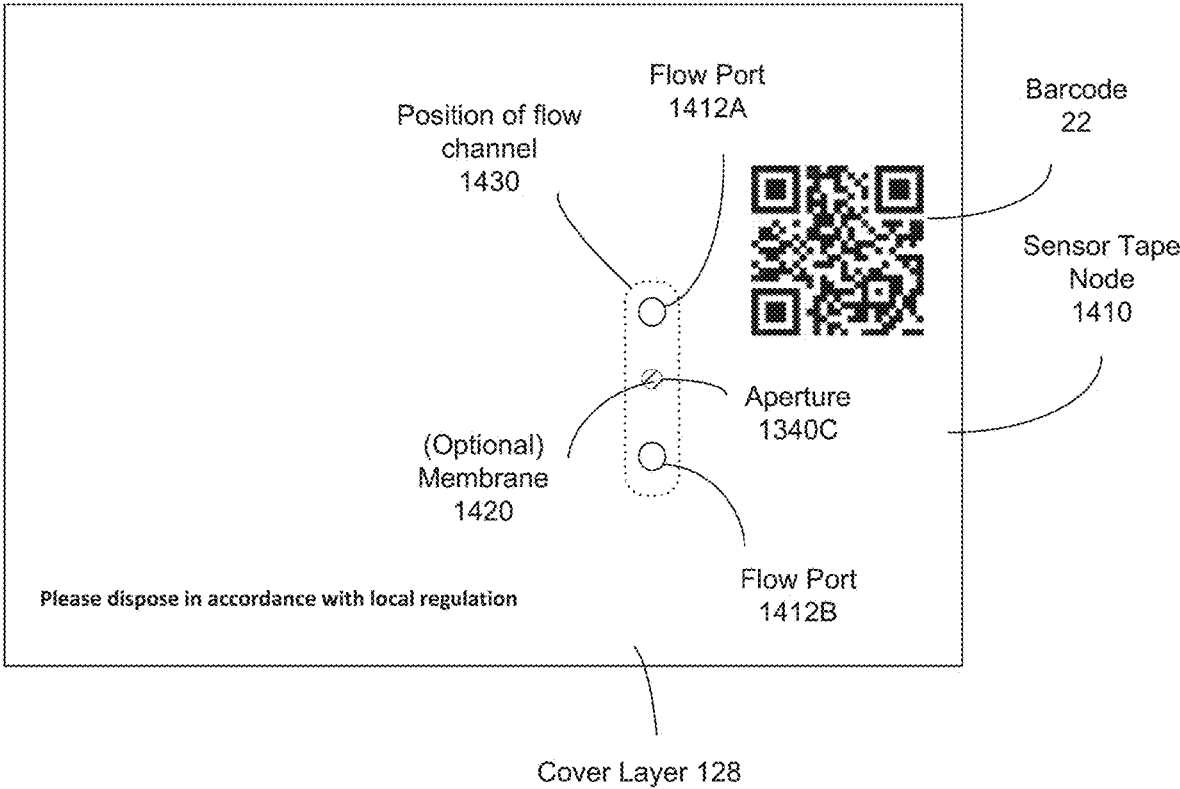 Flow Port
1412A
Barcode
22
Position of flow
channel
1430
Sensor Tape
Node
1410
Aperture
1340C
(Optional)
Membrane
1420
Flow Port
1412B
Please dispose in accordance with local regulation
Cover Layer 128